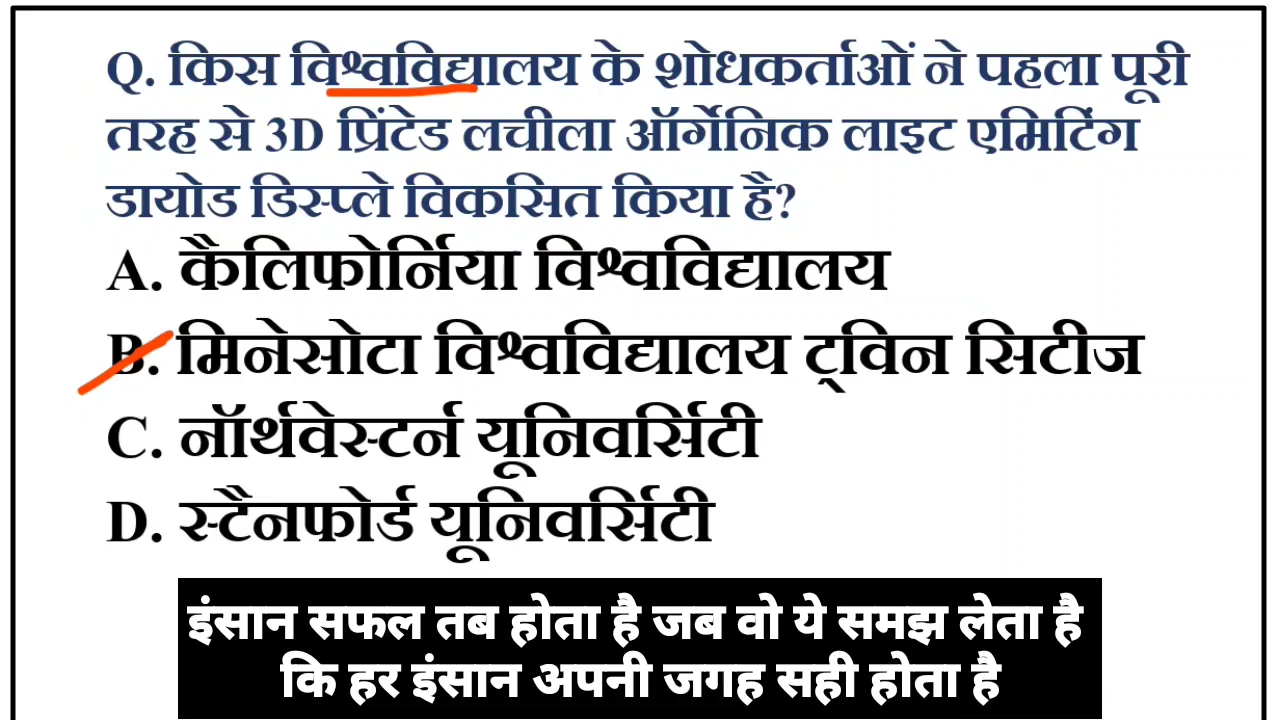 Q. किस विश्वविद्यालय के शोधकर्ताओं ने पहला पूरी
तरह से 3D प्रिंटेड लचीला ऑर्गेनिक लाइट एमिटिंग
डायोड डिस्प्ले विकसित किया है?
A. कैलिफोर्निया विश्वविद्यालय
B. मिनेसोटा विश्वविद्यालय ट्विन सिटीज
C. नॉर्थवेस्टर्न यूनिवर्सिटी
D. स्टैनफोर्ड यूनिवर्सिटी
इंसान सफल तब होता है जब वो ये समझ लेता है
कि हर इंसान अपनी जगह सही होता है